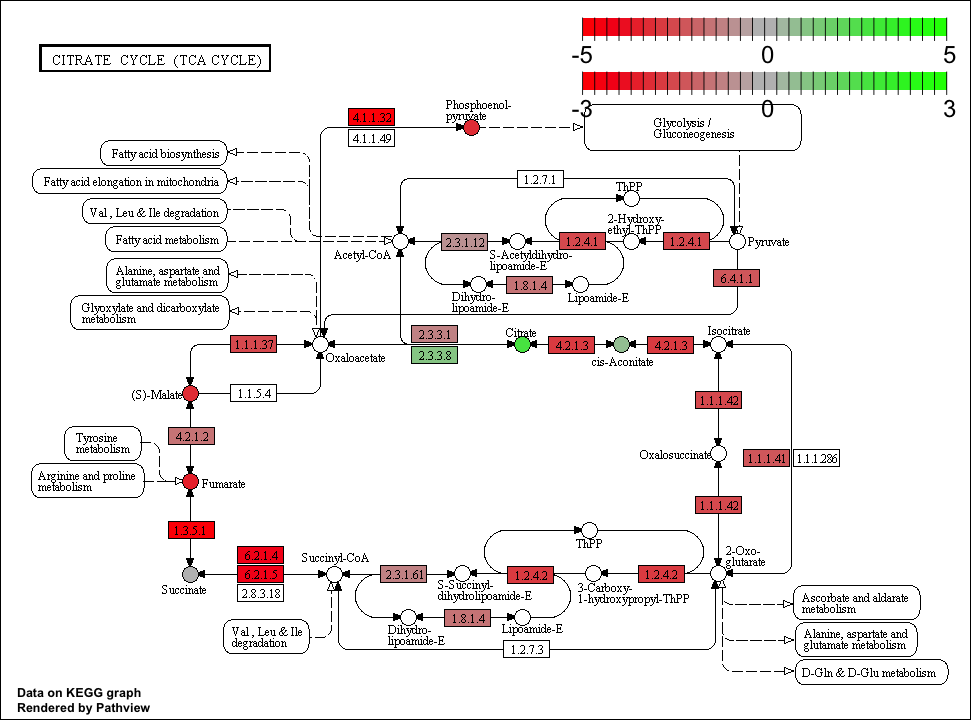 CITRATE CYCLE (TCA CYCLE)
-5 0 5
-3 0 3
Phosphoenol-
pyruvate
4.1.1.32
4.1.1.49
Glycolysis /
Gluconeogenesis
Fatty acid biosynthesis
Fatty acid elongation in mitochondria
Val , Leu & Ile degradation
Fatty acid metabolism
Alanine, aspartate and
glutamate metabolism
Glyoxylate and dicarboxylate
metabolism
1.2.7.1
ThPP
2-Hydroxy-
ethyl-ThPP
Acetyl-CoA
2.3.1.12
S-Acetyldihydro-
lipoamide-E
1.2.4.1
1.2.4.1
Pyruvate
Dihydro-
lipoamide-E
1.8.1.4
Lipoamide-E
6.4.1.1
1.1.1.37
Oxaloacetate
2.3.3.1
2.3.3.8
Citrate
4.2.1.3
cis-Aconitate
4.2.1.3
Isocitrate
(S)-Malate
1.1.5.4
1.1.1.42
4.2.1.2
Tyrosine
metabolism
Arginine and proline
metabolism
Fumarate
Oxalosuccinate
1.1.1.41
1.1.1.286
1.1.1.42
1.3.5.1
Succinate
6.2.1.4
6.2.1.5
2.8.3.18
Succinyl-CoA
2.3.1.61
S-Succinyl-
dihydrolipoamide-E
1.2.4.2
ThPP
3-Carboxy-
1-hydroxypropyl-ThPP
1.2.4.2
2-Oxo-
glutarate
Dihydro-
lipoamide-E
1.8.1.4
Lipoamide-E
1.2.7.3
Val , Leu & Ile
degradation
Ascorbate and aldarate
metabolism
Alanine, aspartate and
glutamate metabolism
D-Gln & D-Glu metabolism
Data on KEGG graph
Rendered by Pathview